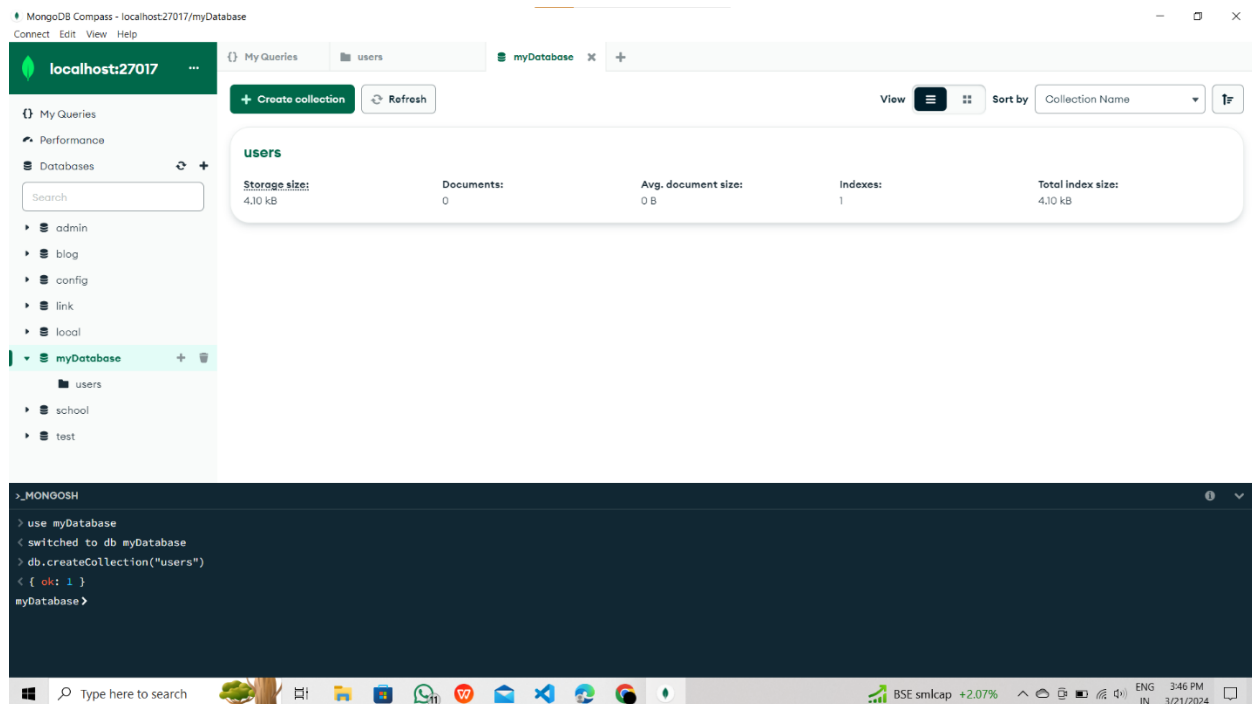 MongoDB Compass - localhost:27017/myDatabase
Connect Edit View Help
localhost:27017 ...
{} My Queries
users
myDatabase
My Queries
Performance
Databases
Search
admin
blog
config
link
local
myDatabase
users
school
test
+ Create collection
Refresh
View
Sort by
Collection Name
users
Storage size: Documents: Avg. document size: Indexes: Total index size:
4.10 kB 0 0 B 1 4.10 kB
>_MONGOSH
> use myDatabase
< switched to db myDatabase
> db.createCollection("users")
< { ok: 1 }
myDatabase>
Type here to search
11
BSE smlcap +2.07%
ENG
IN
3:46 PM
3/21/2024